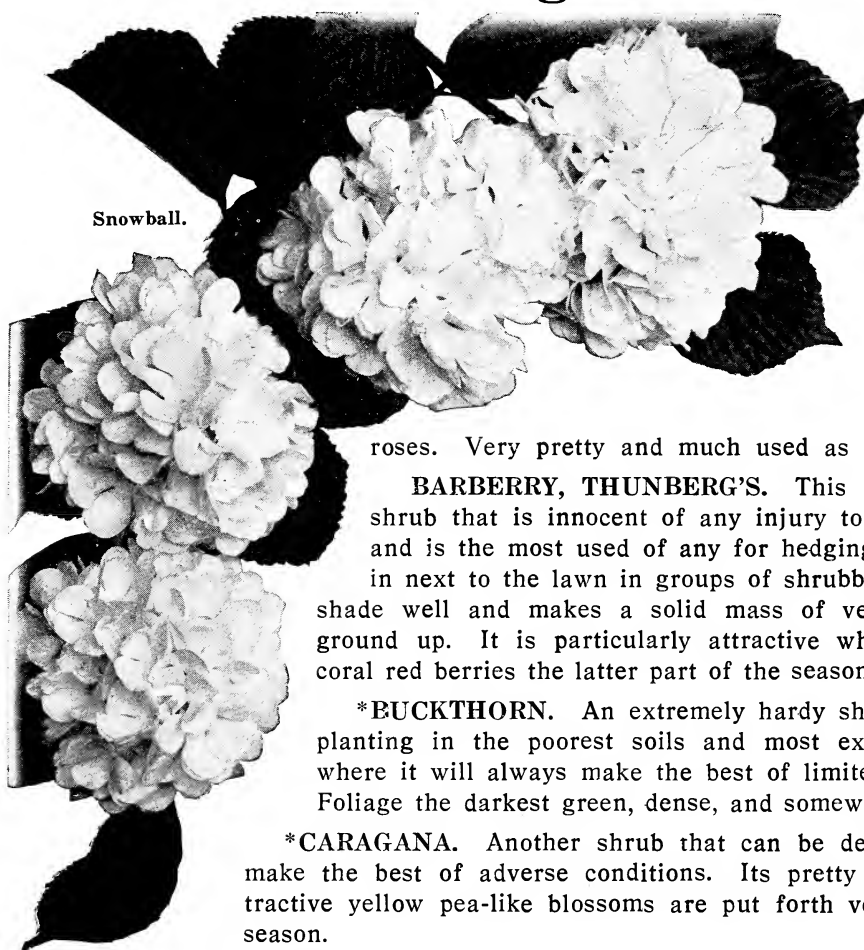 Snowball.
roses. Very pretty and much used as
BARBERRY, THUNBERG'S. This
shrub that is innocent of any injury to
and is the most used of any for hedging
in next to the lawn in groups of shrubb
shade well and makes a solid mass of ve
ground up. It is particularly attractive wh
coral red berries the latter part of the season
*BUCKTHORN. An extremely hardy sh
planting in the poorest soils and most ex
where it will always make the best of limite
Foliage the darkest green, dense, and somew
*CARAGANA. Another shrub that can be de
make the best of adverse conditions. Its pretty
tractive yellow pea-like blossoms are put forth ve
season.